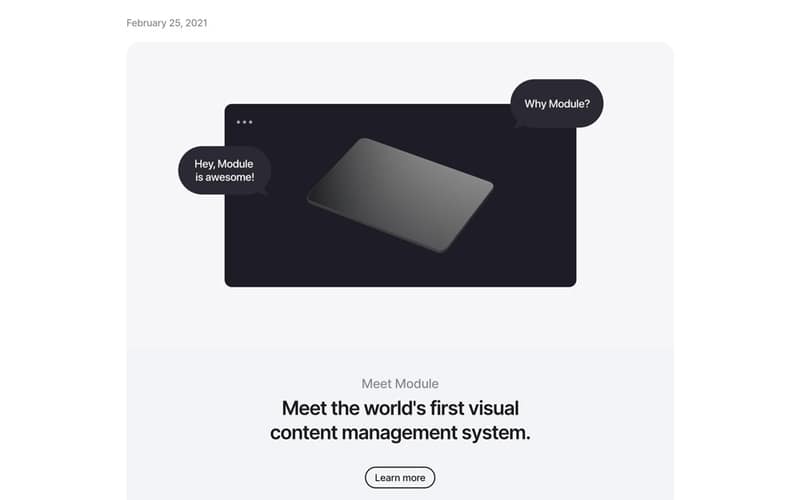 February 25, 2021
Why Module?
Hey, Module
is awesome!
Meet Module
Meet the world's first visual
content management system.
Learn more